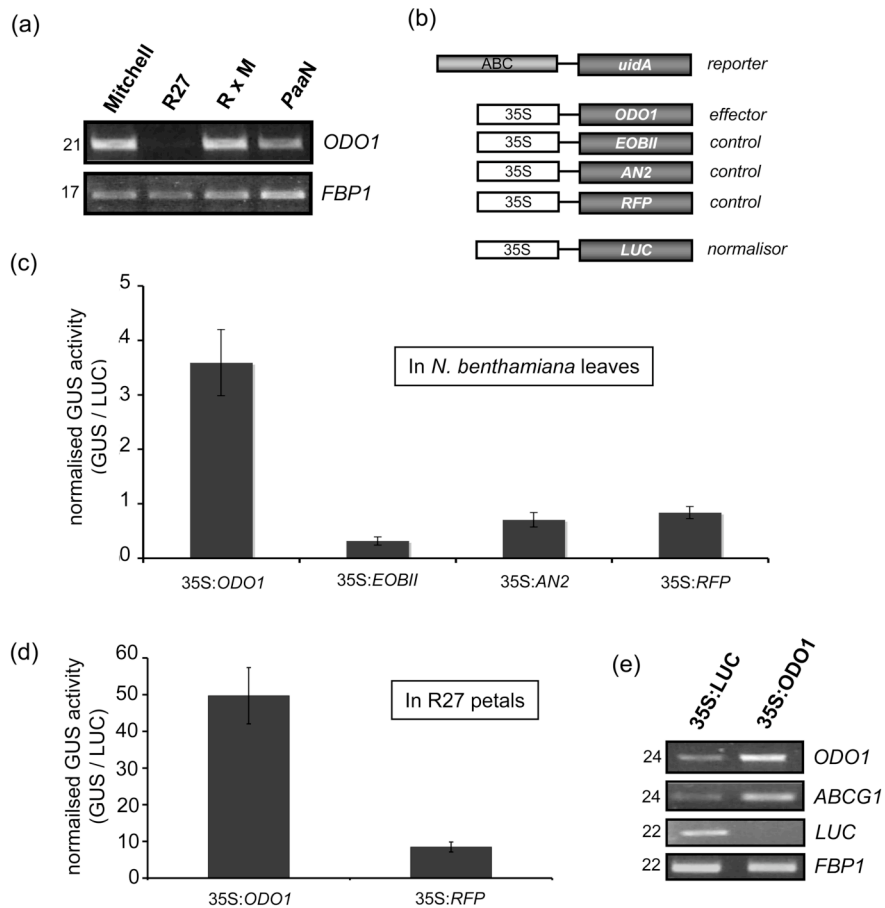 (a)
Mitchell
R27
R x M
PaaN
21
ODO1
17
FBP1
(b)
ABC uidA reporter
35S ODO1 effector
35S EOBII control
35S AN2 control
35S RFP control
35S LUC normalisor
(c)
normalised GUS activity
(GUS / LUC)
5
4
3
2
1
0
In N. benthamiana leaves
35S:ODO1 35S:EOBII 35S:AN2 35S:RFP
(d)
normailsed GUS activity
(GUS / LUC)
60
50
40
30
20
10
0
In R27 petals
35S:ODO1 35S:RFP
(e)
35S:LUC
35S:ODO1
24 ODO1
24 ABCG1
22 LUC
22 FBP1